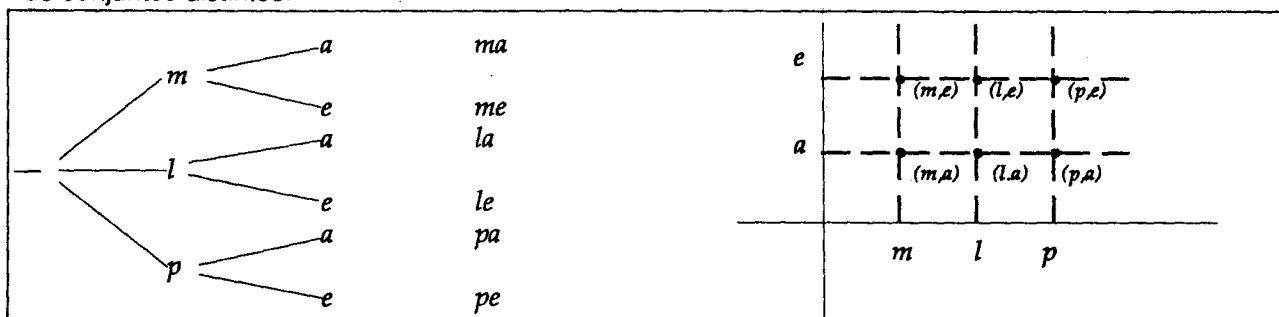 a ma
m
e me
a la
l
e le
a pa
p
e pe
e
(m,e) (l,e) (p,e)
a
(m,a) (l.a) (p,a)
m l p